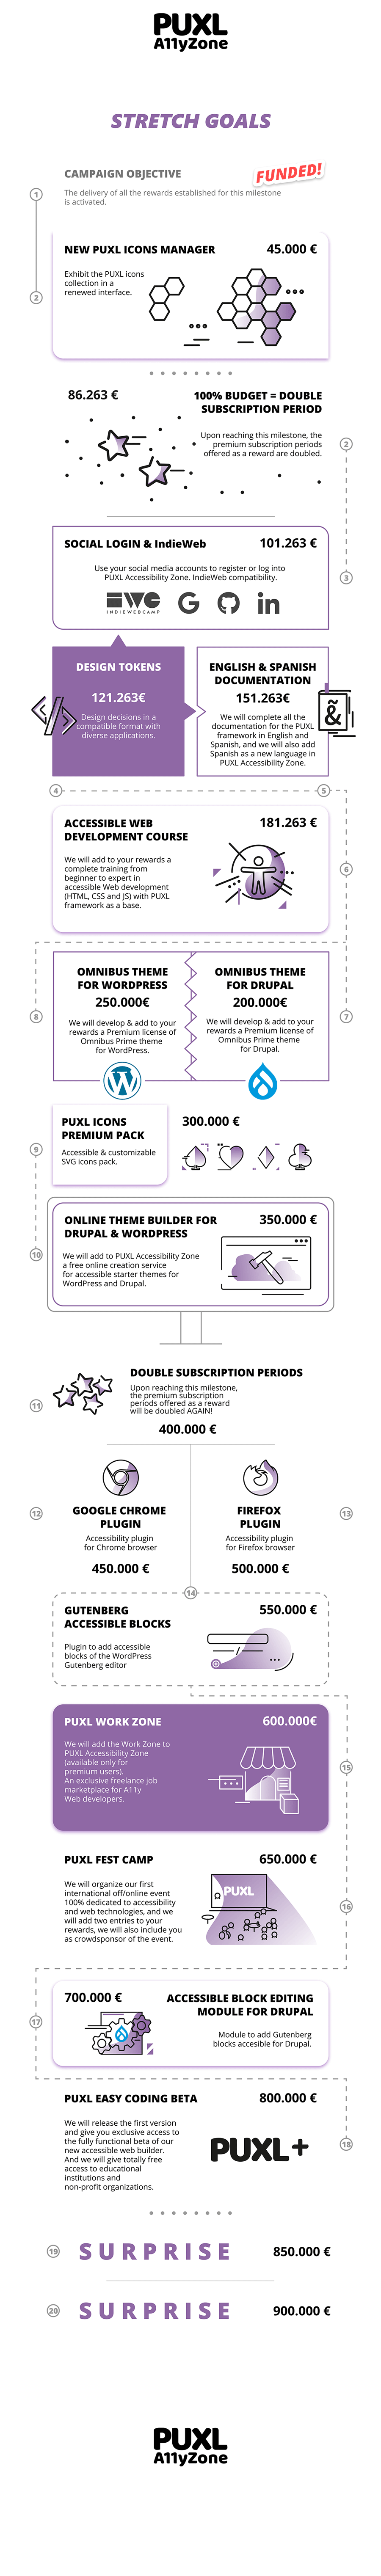 PUXL
A11yZone
STRETCH GOALS
CAMPAIGN OBJECTIVE
FUNDED!
1
The delivery of all the rewards established for this milestone
is activated.
NEW PUXL ICONS MANAGER
45.000 €
Exhibit the PUXL icons
collection in a
renewed interface.
2
86.263 €
100% BUDGET = DOUBLE
SUBSCRIPTION PERIOD
Upon reaching this milestone, the
premium subscription periods
offered as a reward are doubled.
2
SOCIAL LOGIN & IndieWeb
101.263 €
Use your social media accounts to register or log into
PUXL Accessibility Zone. IndieWeb compatibility.
3
INDIEWEBCAMP
G
in
DESIGN TOKENS
121.263€
Design decisions in a
compatible format with
diverse applications.
</>
ENGLISH & SPANISH
DOCUMENTATION
151.263€
We will complete all the
documentation for the PUXL
framework in English and
Spanish, and we will also add
Spanish as a new language in
PUXL Accessibility Zone.
&
4
5
ACCESSIBLE WEB
DEVELOPMENT COURSE
181.263 €
We will add to your rewards a
complete training from
beginner to expert in
accessible Web development
(HTML, CSS and JS) with PUXL
framework as a base.
6
OMNIBUS THEME
FOR WORDPRESS
250.000€
We will develop & add to your
rewards a Premium license of
Omnibus Prime theme
for WordPress.
8
OMNIBUS THEME
FOR DRUPAL
200.000€
We will develop & add to your
rewards a Premium license of
Omnibus Prime theme
for Drupal.
7
PUXL ICONS
PREMIUM PACK
300.000 €
Accessible & customizable
SVG icons pack.
9
ONLINE THEME BUILDER FOR
DRUPAL & WORDPRESS
350.000 €
We will add to PUXL Accessibility Zone
a free online creation service
for accessible starter themes for
WordPress and Drupal.
10
DOUBLE SUBSCRIPTION PERIODS
Upon reaching this milestone,
the premium subscription
periods offered as a reward
will be doubled AGAIN!
400.000 €
11
GOOGLE CHROME
PLUGIN
Accessibility plugin
for Chrome browser
450.000 €
12
FIREFOX
PLUGIN
Accessibility plugin
for Firefox browser
500.000 €
13
14
GUTENBERG
ACCESSIBLE BLOCKS
550.000 €
Plugin to add accessible
blocks of the WordPress
Gutenberg editor
PUXL WORK ZONE
600.000€
We will add the Work Zone to
PUXL Accessibility Zone
(available only for
premium users).
An exclusive freelance job
marketplace for A11y
Web developers.
15
PUXL FEST CAMP
650.000 €
We will organize our first
international off/online event
100% dedicated to accessibility
and web technologies, and we
will add two entries to your
rewards, we will also include you
as crowdsponsor of the event.
PUXL
16
700.000 €
ACCESSIBLE BLOCK EDITING
MODULE FOR DRUPAL
Module to add Gutenberg
blocks accesible for Drupal.
17
PUXL EASY CODING BETA
800.000 €
We will release the first version
and give you exclusive access to
the fully functional beta of our
new accessible web builder.
And we will give totally free
access to educational
institutions and
non-profit organizations.
PUXL+
18
19
SURPRISE
850.000 €
20
SURPRISE
900.000 €
PUXL
A11yZone